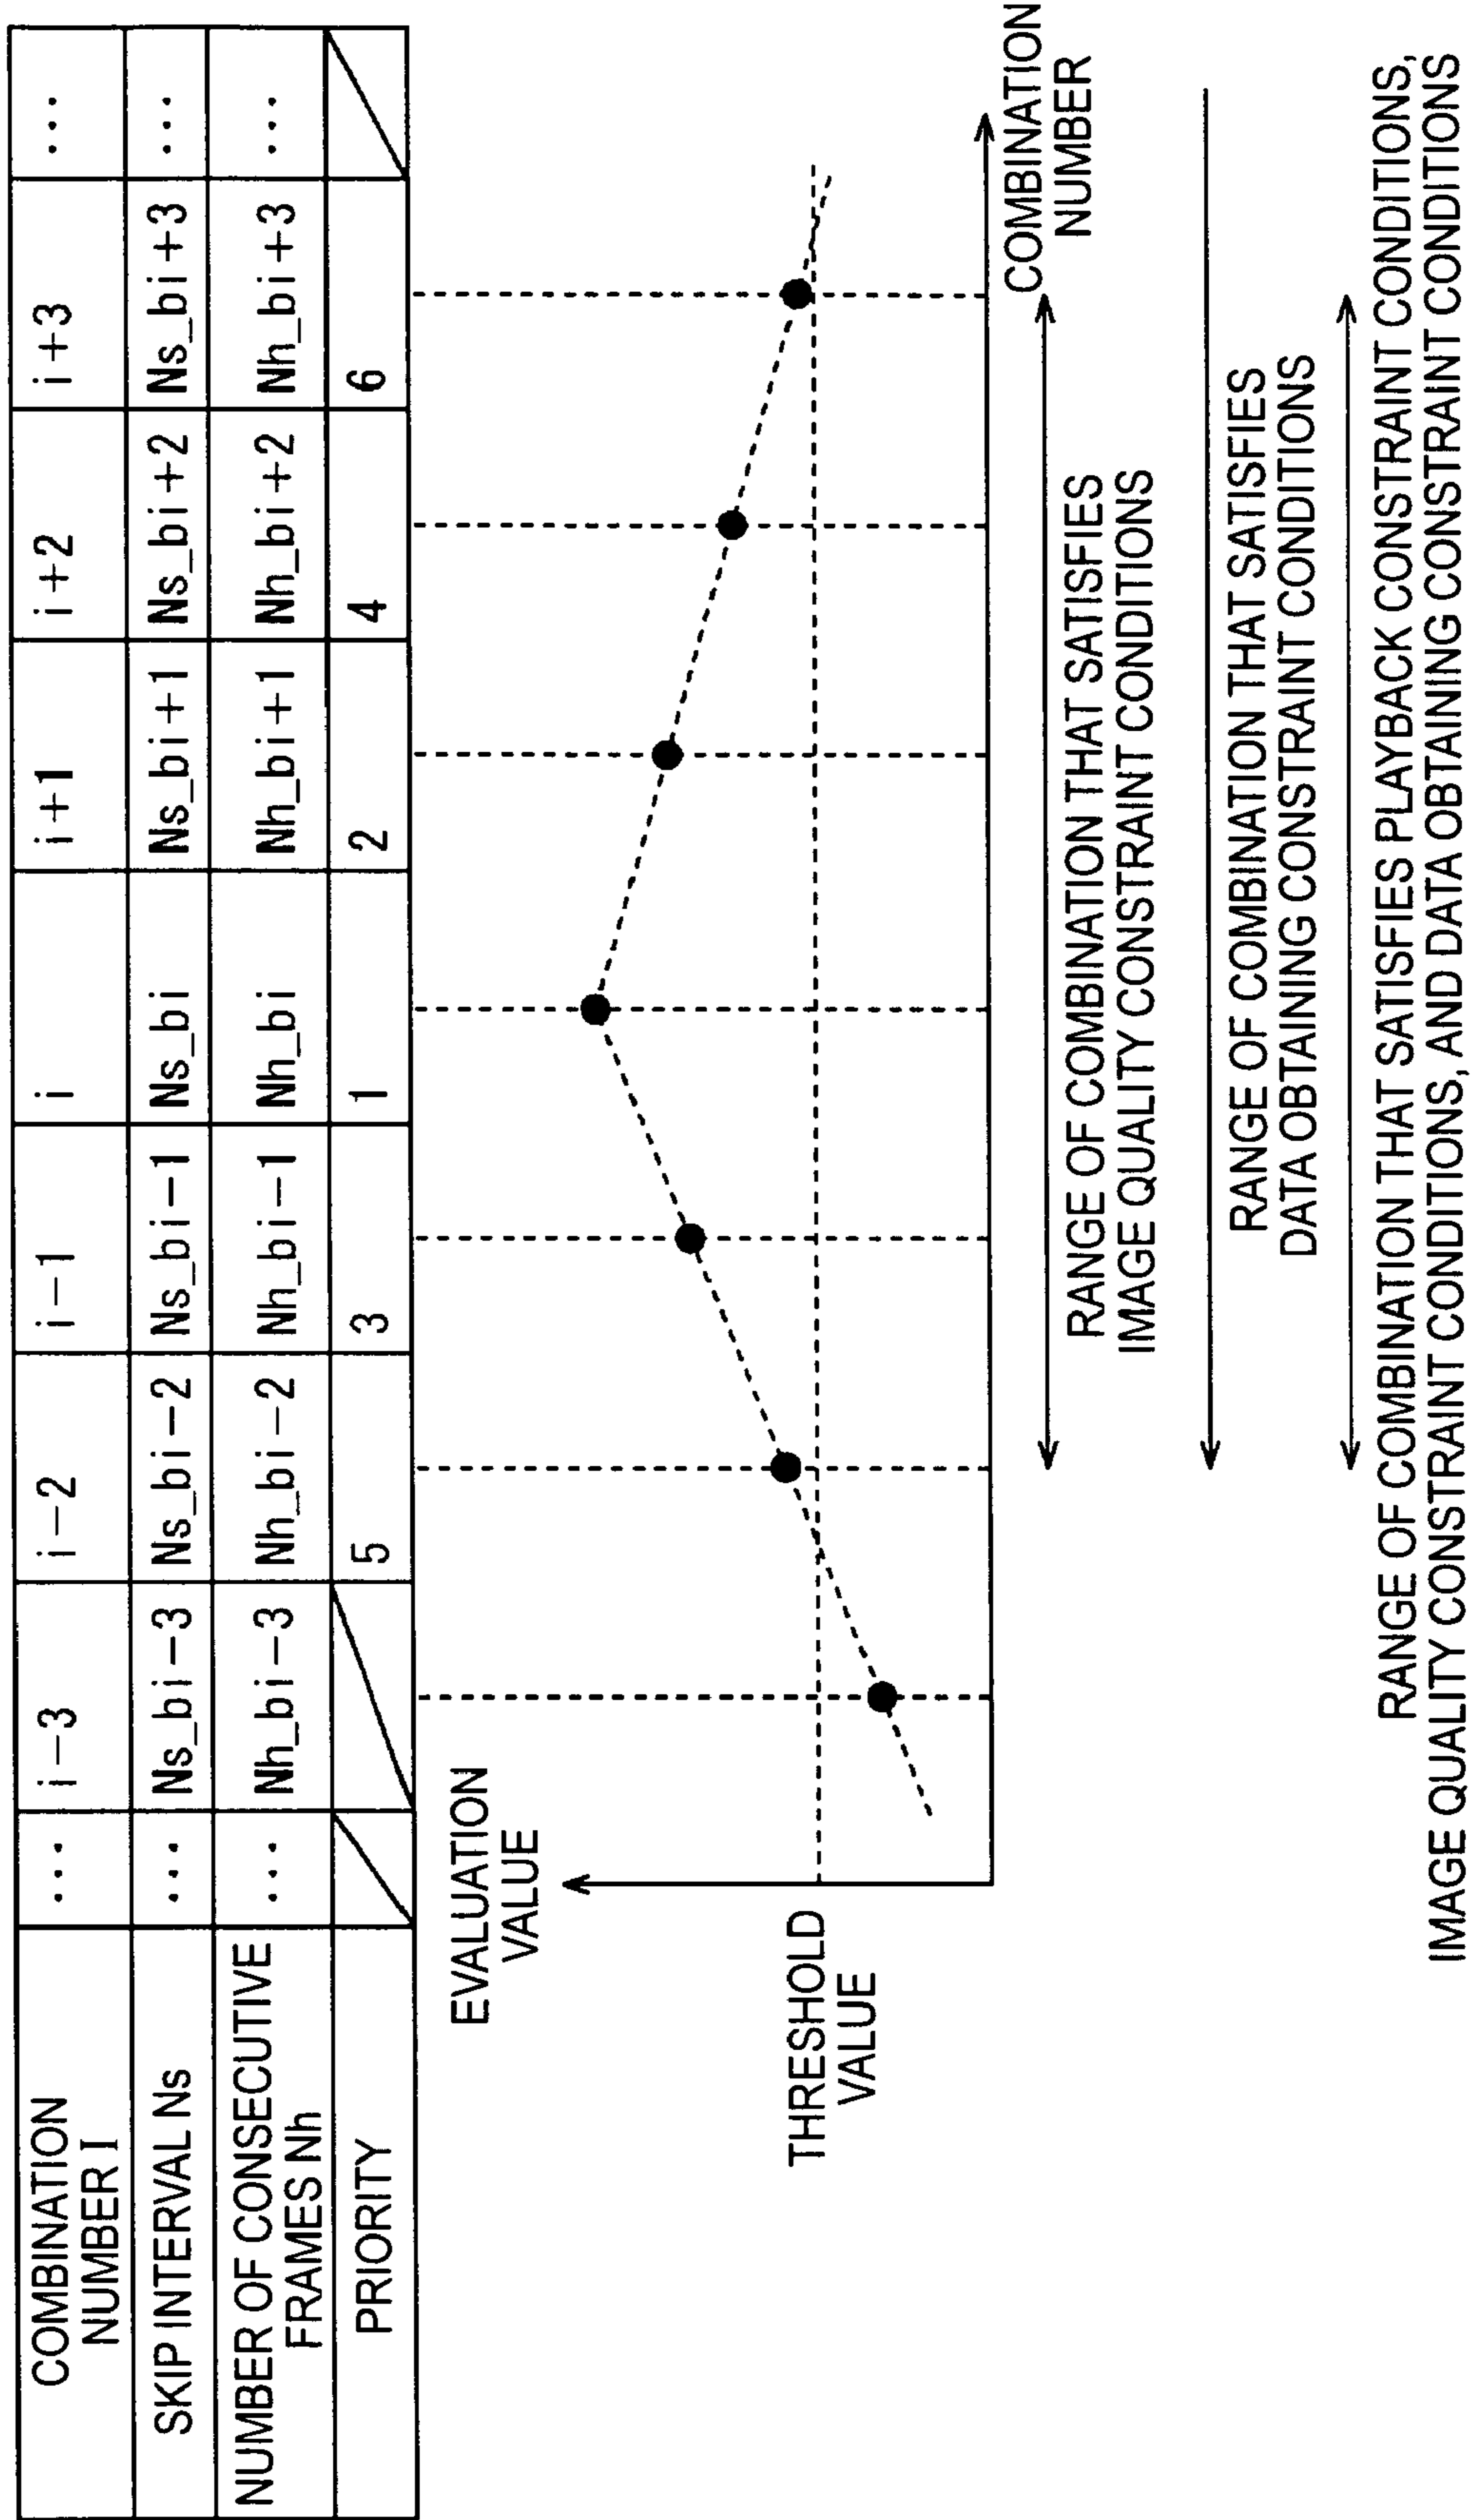 COMBINATION
NUMBER I
... i−3 i−2 i−1 i i+1 i+2 i+3 ...
SKIP INTERVAL Ns ... Ns_bi−3 Ns_bi−2 Ns_bi−1 Ns_bi Ns_bi+1 Ns_bi+2 Ns_bi+3 ...
NUMBER OF CONSECUTIVE
FRAMES Nh
... Nh_bi−3 Nh_bi−2 Nh_bi−1 Nh_bi Nh_bi+1 Nh_bi+2 Nh_bi+3 ...
PRIORITY 5 3 1 2 4 6
EVALUATION
VALUE
THRESHOLD
VALUE
COMBINATION
NUMBER
RANGE OF COMBINATION THAT SATISFIES
IMAGE QUALITY CONSTRAINT CONDITIONS
RANGE OF COMBINATION THAT SATISFIES
DATA OBTAINING CONSTRAINT CONDITIONS
RANGE OF COMBINATION THAT SATISFIES PLAYBACK CONSTRAINT CONDITIONS,
IMAGE QUALITY CONSTRAINT CONDITIONS, AND DATA OBTAINING CONSTRAINT CONDITIONS